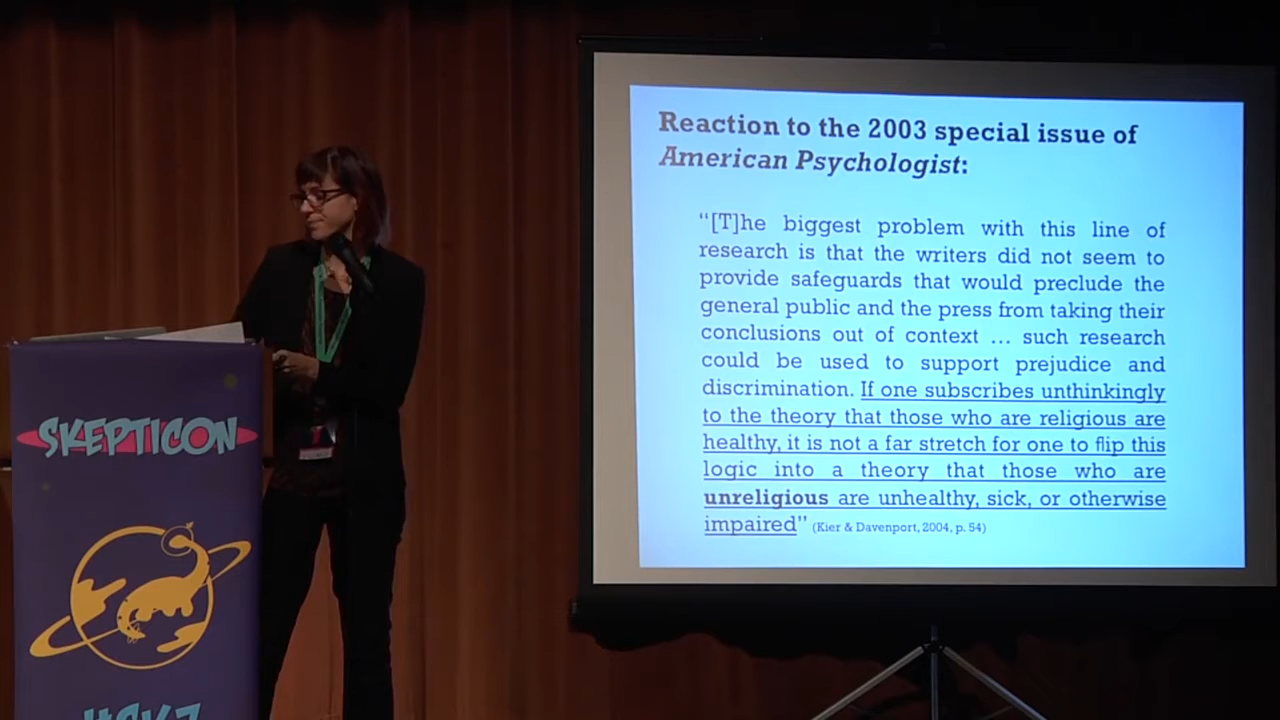 Reaction to the 2003 special issue of
American Psychologist:
“[T]he biggest problem with this line of
research is that the writers did not seem to
provide safeguards that would preclude the
general public and the press from taking their
conclusions out of context … such research
could be used to support prejudice and
discrimination. If one subscribes unthinkingly
to the theory that those who are religious are
healthy, it is not a far stretch for one to flip this
logic into a theory that those who are
unreligious are unhealthy, sick, or otherwise
impaired” (Kier & Davenport, 2004, p. 54)
SKEPTICON